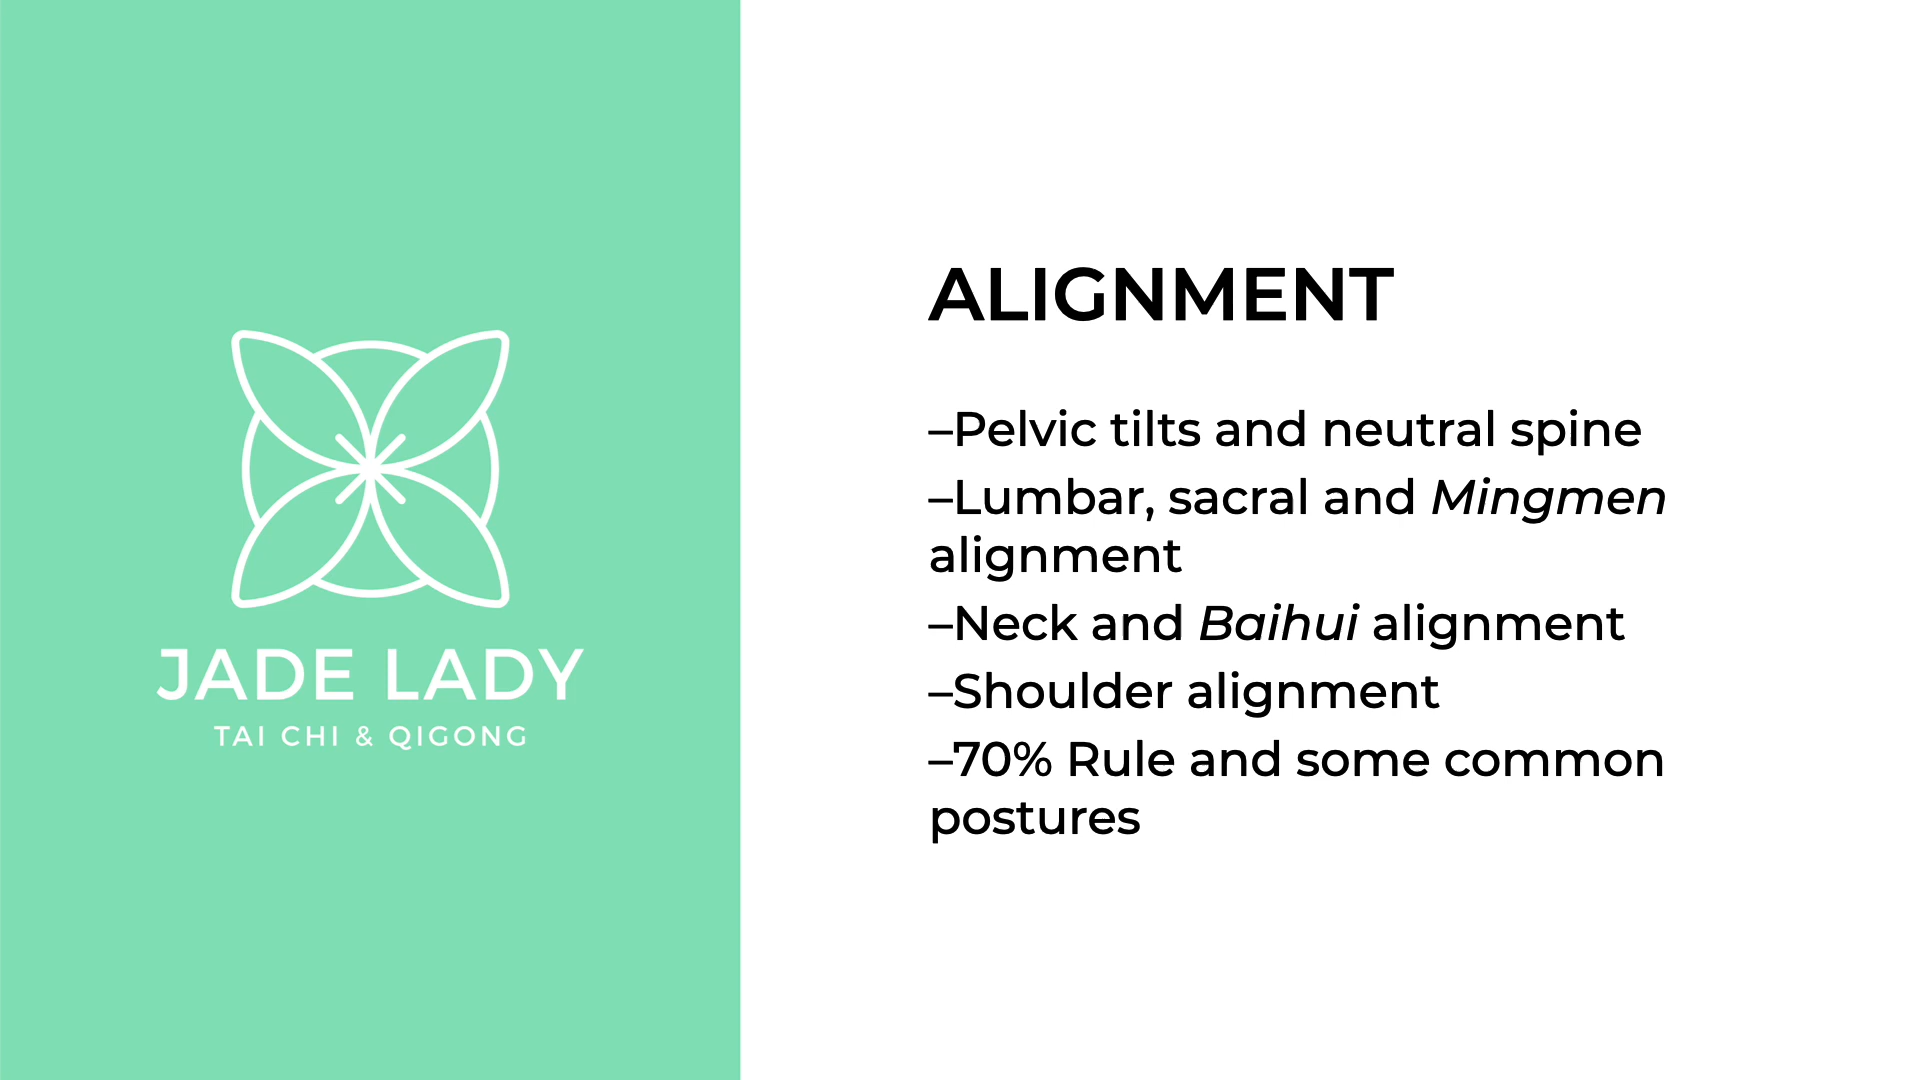 JADE LADY
TAI CHI & QIGONG
ALIGNMENT
–Pelvic tilts and neutral spine
–Lumbar, sacral and Mingmen
alignment
–Neck and Baihui alignment
–Shoulder alignment
–70% Rule and some common
postures